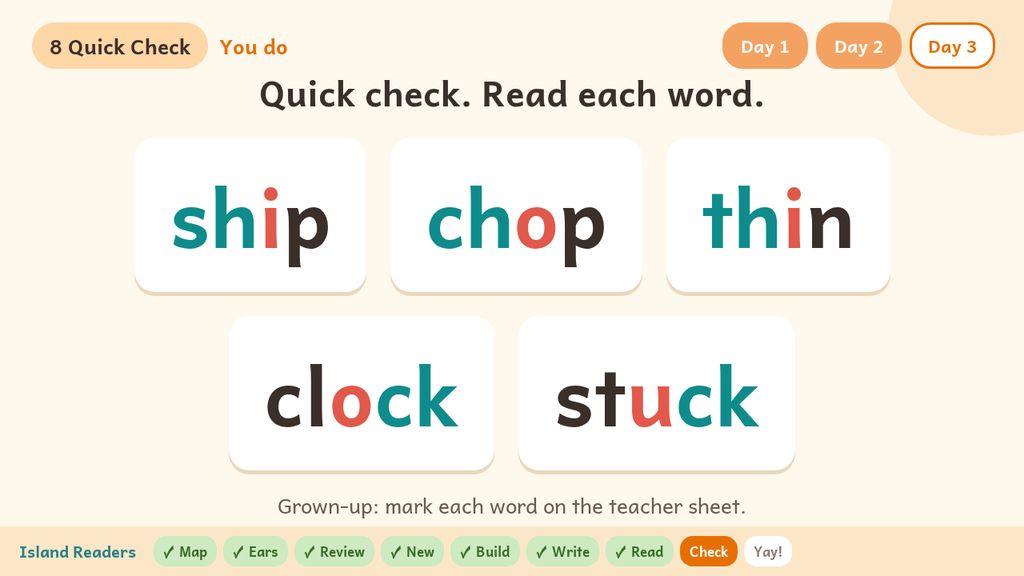 8 Quick Check You do Day 1 Day 2 Day 3
Quick check. Read each word.
ship chop thin
clock stuck
Grown-up: mark each word on the teacher sheet.
Island Readers ✓ Map ✓ Ears ✓ Review ✓ New ✓ Build ✓ Write ✓ Read Check Yay!